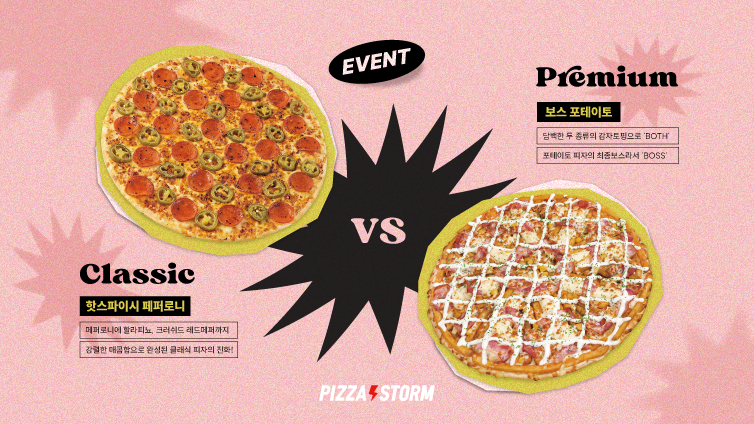 EVENT
Premium
보스 포테이토
담백한 두 종류의 감자토핑으로 'BOTH'
포테이토 피자의 최종보스라서 'BOSS'
VS
Classic
핫스파이시 페퍼로니
페퍼로니에 할라피뇨, 크러쉬드 레드페퍼까지
강렬한 매콤함으로 완성된 클래식 피자의 진화!
PIZZA STORM